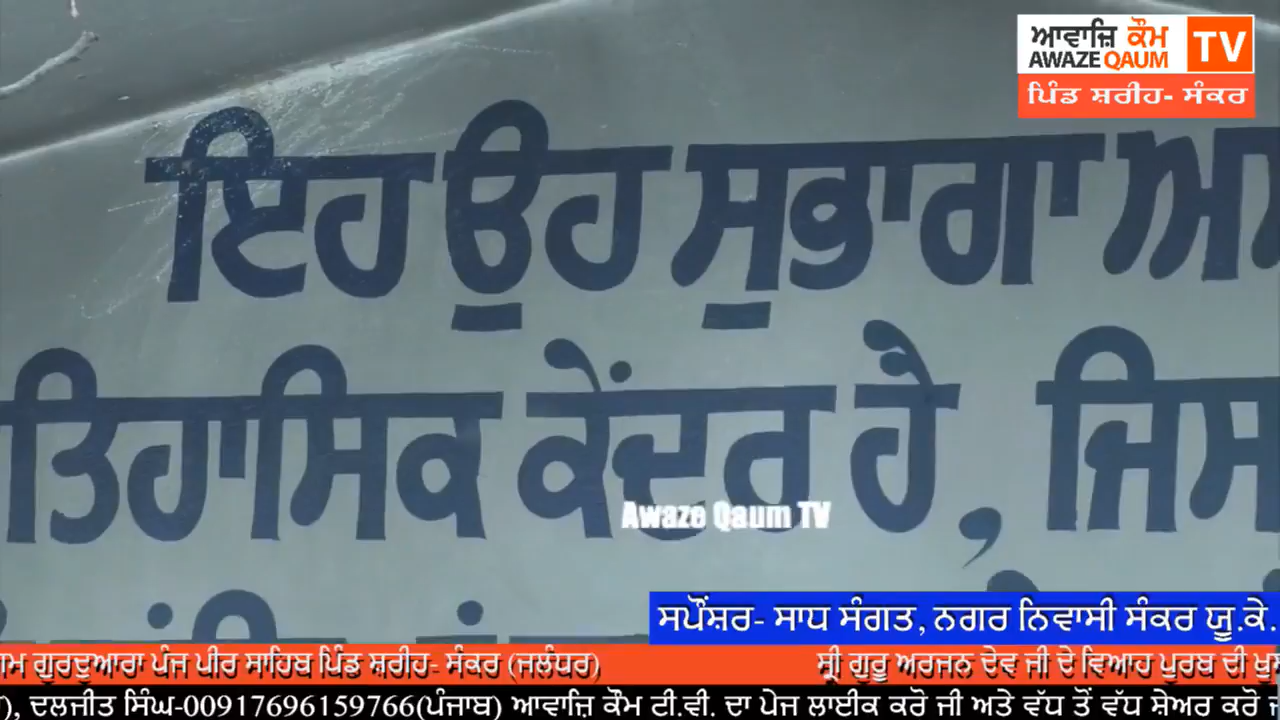 ਆਵਾਜ਼ਿ ਕੌਮ TV
AWAZE QAUM
ਪਿੰਡ ਸ਼ਰੀਹ- ਸੰਕਰ
ਇਹ ਉਹ ਸੁਭਾਗਾ
ਤਿਹਾਸਿਕ ਕੇਂਦਰ ਹੈ, ਜਿਸ
Awaze Qaum TV
ਸਪੌਂਸ਼ਰ- ਸਾਧ ਸੰਗਤ, ਨਗਰ ਨਿਵਾਸੀ ਸੰਕਰ ਯੂ.ਕੇ.
ਗੁਰਦੁਆਰਾ ਪੰਜ ਪੀਰ ਸਾਹਿਬ ਪਿੰਡ ਸ਼ਰੀਹ- ਸੰਕਰ (ਜਲੰਧਰ) ਸ੍ਰੀ ਗੁਰੂ ਅਰਜਨ ਦੇਵ ਜੀ ਦੇ ਵਿਆਹ ਪੁਰਬ ਦੀ
), ਦਲਜੀਤ ਸਿੰਘ-00917696159766(ਪੰਜਾਬ) ਆਵਾਜ਼ਿ ਕੌਮ ਟੀ.ਵੀ. ਦਾ ਪੇਜ ਲਾਈਕ ਕਰੋ ਜੀ ਅਤੇ ਵੱਧ ਤੋਂ ਵੱਧ ਸ਼ੇਅਰ ਕਰੋ